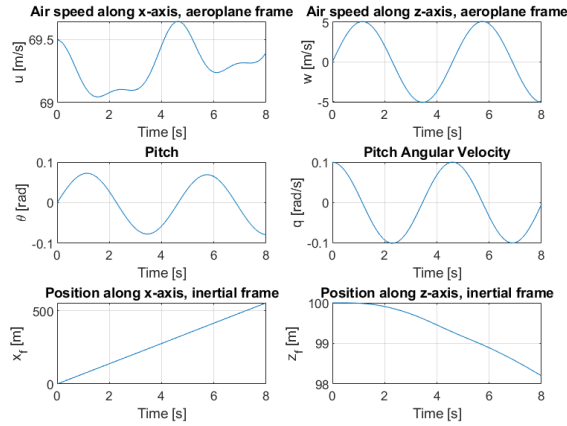 Air speed along x-axis, aeroplane frame
69.5
69
u [m/s]
0 2 4 6 8
Time [s]
Air speed along z-axis, aeroplane frame
5
0
-5
w [m/s]
0 2 4 6 8
Time [s]
Pitch
0.1
0
-0.1
θ [rad]
0 2 4 6 8
Time [s]
Pitch Angular Velocity
0.1
0
-0.1
q [rad/s]
0 2 4 6 8
Time [s]
Position along x-axis, inertial frame
500
0
x_f [m]
0 2 4 6 8
Time [s]
Position along z-axis, inertial frame
100
99
98
z_f [m]
0 2 4 6 8
Time [s]